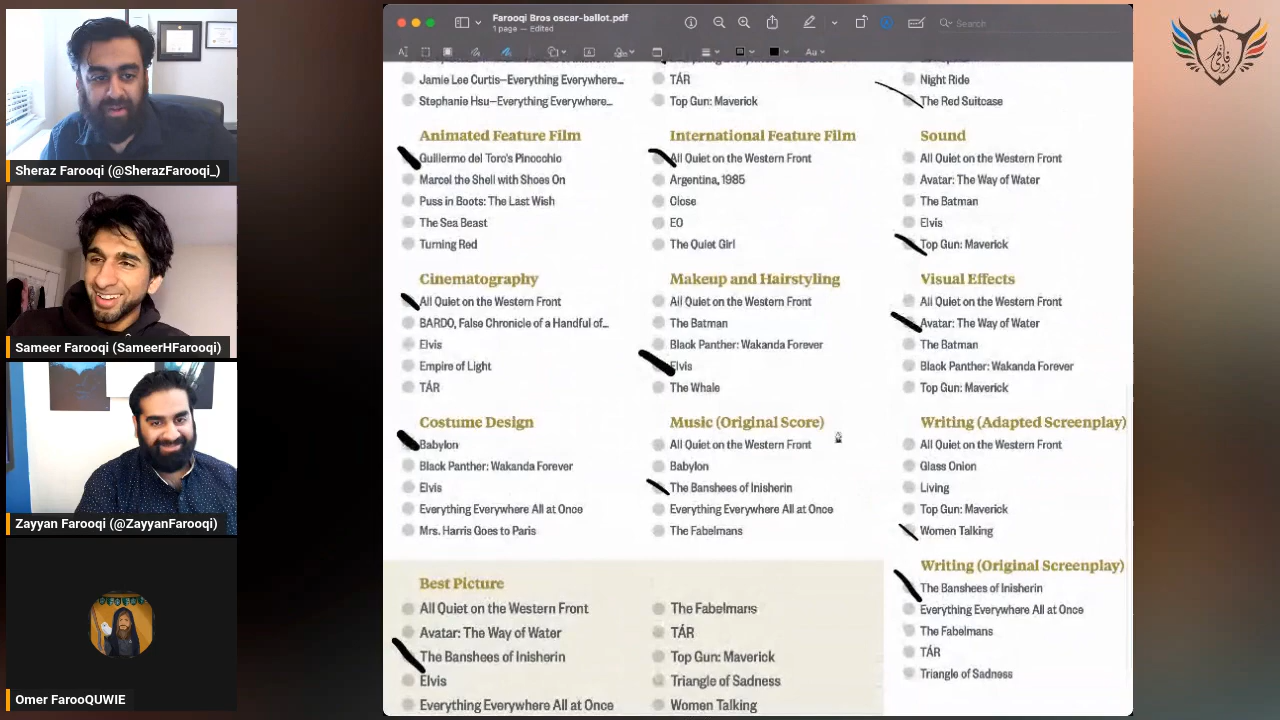 Sheraz Farooqi (@SherazFarooqi_)
Sameer Farooqi (SameerHFarooqi)
Zayyan Farooqi (@ZayyanFarooqi)
Omer FarooQUWIE
Farooqi Bros oscar-ballot.pdf
1 page — Edited
Search
Aa
Jamie Lee Curtis—Everything Everywhere...
Stephanie Hsu—Everything Everywhere...
Animated Feature Film
Guillermo del Toro's Pinocchio
Marcel the Shell with Shoes On
Puss in Boots: The Last Wish
The Sea Beast
Turning Red
Cinematography
All Quiet on the Western Front
BARDO, False Chronicle of a Handful of...
Elvis
Empire of Light
TÁR
Costume Design
Babylon
Black Panther: Wakanda Forever
Elvis
Everything Everywhere All at Once
Mrs. Harris Goes to Paris
TÁR
Top Gun: Maverick
International Feature Film
All Quiet on the Western Front
Argentina, 1985
Close
EO
The Quiet Girl
Makeup and Hairstyling
All Quiet on the Western Front
The Batman
Black Panther: Wakanda Forever
Elvis
The Whale
Music (Original Score)
All Quiet on the Western Front
Babylon
The Banshees of Inisherin
Everything Everywhere All at Once
The Fabelmans
Night Ride
The Red Suitcase
Sound
All Quiet on the Western Front
Avatar: The Way of Water
The Batman
Elvis
Top Gun: Maverick
Visual Effects
All Quiet on the Western Front
Avatar: The Way of Water
The Batman
Black Panther: Wakanda Forever
Top Gun: Maverick
Writing (Adapted Screenplay)
All Quiet on the Western Front
Glass Onion
Living
Top Gun: Maverick
Women Talking
Writing (Original Screenplay)
The Banshees of Inisherin
Everything Everywhere All at Once
The Fabelmans
TÁR
Triangle of Sadness
Best Picture
All Quiet on the Western Front
Avatar: The Way of Water
The Banshees of Inisherin
Elvis
Everything Everywhere All at Once
The Fabelmans
TÁR
Top Gun: Maverick
Triangle of Sadness
Women Talking